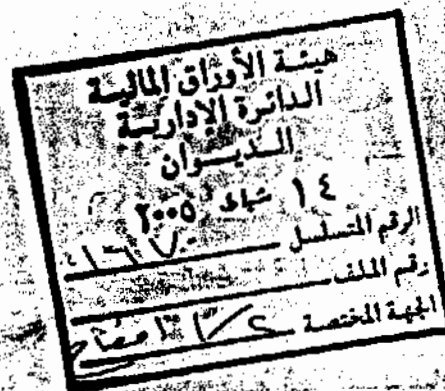 هيئة الأوراق المالية
الدائرة الإدارية
الديوان
١٤ شباط ٢٠٠٥
الرقم المتسلسل
رقم الملف
الجهة المختصة